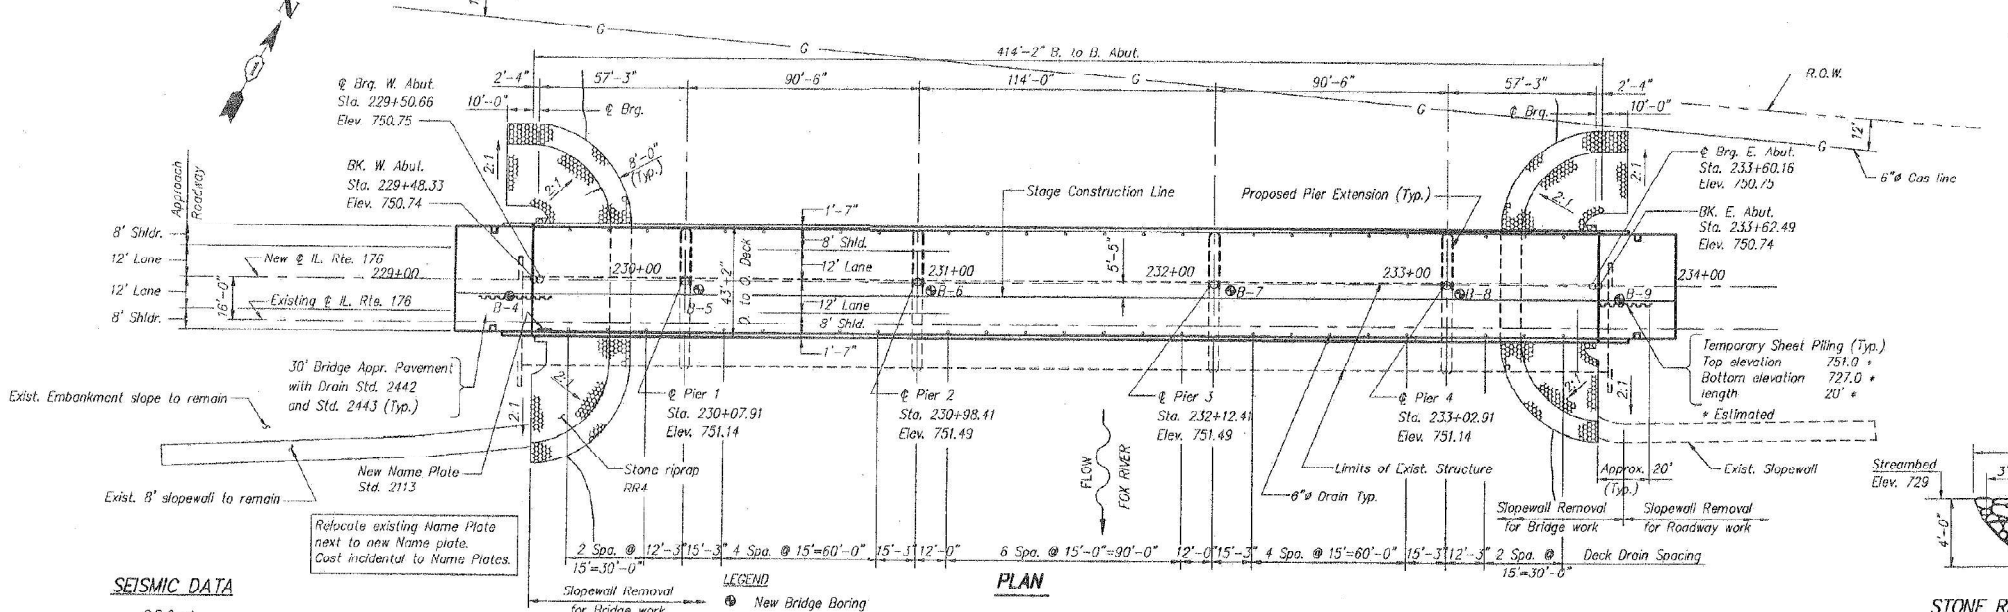 N
G
G
G
G
G
414'-2" B. to B. Abut.
2'-4"
57'-3"
90'-6"
114'-0"
90'-6"
57'-3"
2'-4"
R.O.W.
10'-0"
℄ Brg.
℄ Brg.
10'-0"
12'
℄ Brg. W. Abut.
Sta. 229+50.66
Elev. 750.75
BK. W. Abut.
Sta. 229+48.33
Elev. 750.74
2:1
2:1
8'-0"
(Typ.)
Stage Construction Line
Proposed Pier Extension (Typ.)
2:1
2:1
℄ Brg. E. Abut.
Sta. 233+60.16
Elev. 750.75
6"ø Gas line
BK. E. Abut.
Sta. 233+62.49
Elev. 750.74
Approach
Roadway
8' Shldr.
12' Lane
12' Lane
8' Shldr.
New ℄ IL. Rte. 176
229+00
16'-0"
Existing ℄ IL. Rte. 176
B-4
230+00
B-5
43'-2"
O. to O. Deck
1'-7"
8' Shld.
12' Lane
12' Lane
8' Shld.
1'-7"
231+00
B-6
5'-5"
232+00
B-7
233+00
B-8
B-9
234+00
30' Bridge Appr. Pavement
with Drain Std. 2442
and Std. 2443 (Typ.)
Temporary Sheet Piling (Typ.)
Top elevation 751.0 *
Bottom elevation 727.0 *
length 20' *
* Estimated
Exist. Embankment slope to remain
2:1
2:1
2:1
2:1
℄ Pier 1
Sta. 230+07.91
Elev. 751.14
℄ Pier 2
Sta. 230+98.41
Elev. 751.49
℄ Pier 3
Sta. 232+12.41
Elev. 751.49
℄ Pier 4
Sta. 233+02.91
Elev. 751.14
FLOW
FOX RIVER
New Name Plate
Std. 2113
Stone riprap
RR4
Limits of Exist. Structure
6"ø Drain Typ.
Approx. 20'
(Typ.)
Exist. Slopewall
Streambed
Elev. 729
3'
4'-0"
Exist. 8' slopewall to remain
Slopewall Removal
for Bridge work
Slopewall Removal
for Roadway work
Relocate existing Name Plate
next to new Name plate.
Cost incidental to Name Plates.
2 Spa. @
15'=30'-0"
12'-3"
15'-3"
4 Spa. @ 15'=60'-0"
15'-3"
12'-0"
6 Spa. @ 15'-0"=90'-0"
12'-0"
15'-3"
4 Spa. @ 15'=60'-0"
15'-3"
12'-3"
2 Spa. @
15'=30'-0"
Deck Drain Spacing
SEISMIC DATA
Slopewall Removal
for Bridge work
LEGEND
New Bridge Boring
PLAN